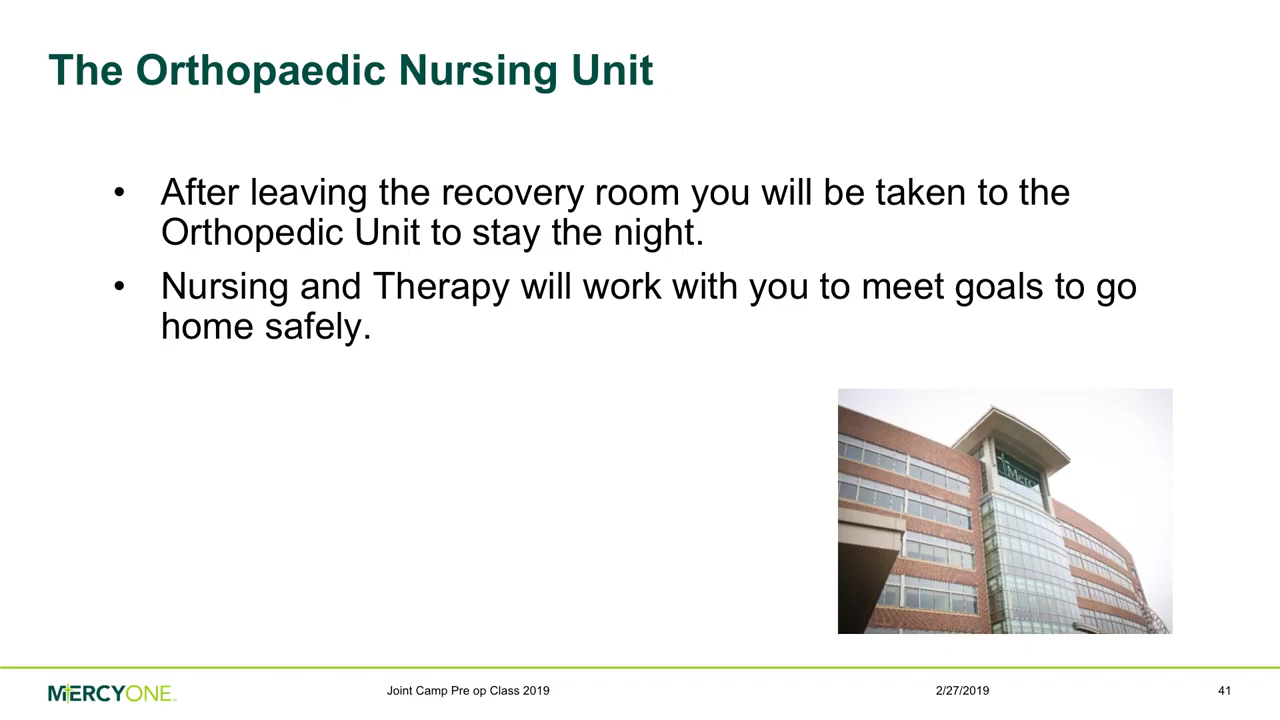 The Orthopaedic Nursing Unit
• After leaving the recovery room you will be taken to the
Orthopedic Unit to stay the night.
• Nursing and Therapy will work with you to meet goals to go
home safely.
Merc
MERCYONE
Joint Camp Pre op Class 2019
2/27/2019
41